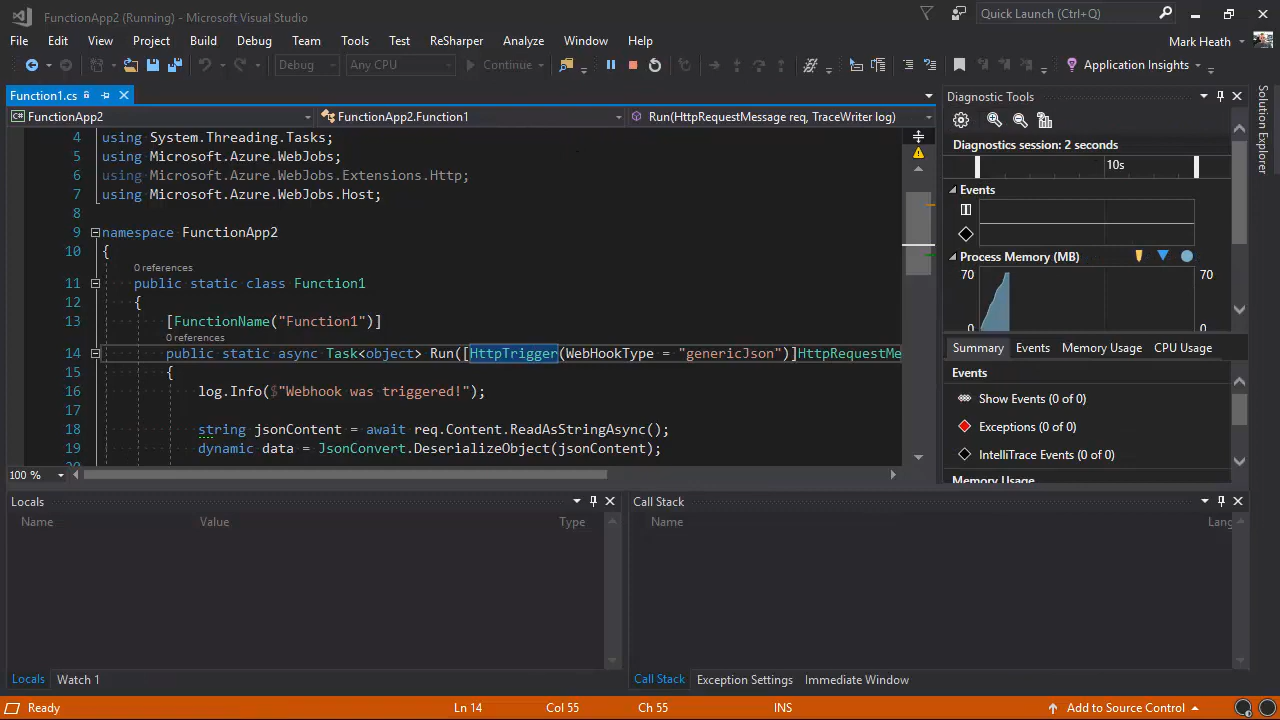 FunctionApp2 (Running) - Microsoft Visual Studio
Quick Launch (Ctrl+Q)
File Edit View Project Build Debug Team Tools Test ReSharper Analyze Window Help
Mark Heath
Debug Any CPU Continue Application Insights
Function1.cs
FunctionApp2 FunctionApp2.Function1 Run(HttpRequestMessage req, TraceWriter log)
4 using System.Threading.Tasks;
5 using Microsoft.Azure.WebJobs;
6 using Microsoft.Azure.WebJobs.Extensions.Http;
7 using Microsoft.Azure.WebJobs.Host;
8
9 namespace FunctionApp2
10 {
0 references
11 public static class Function1
12 {
13 [FunctionName("Function1")]
0 references
14 public static async Task<object> Run([HttpTrigger(WebHookType = "genericJson")]HttpRequestMe
15 {
16 log.Info($"Webhook was triggered!");
17
18 string jsonContent = await req.Content.ReadAsStringAsync();
19 dynamic data = JsonConvert.DeserializeObject(jsonContent);
20
100 %
Diagnostic Tools
Diagnostics session: 2 seconds
10s
Events
Process Memory (MB)
70 70
0 0
Summary Events Memory Usage CPU Usage
Events
Show Events (0 of 0)
Exceptions (0 of 0)
IntelliTrace Events (0 of 0)
Memory Usage
Solution Explorer
Locals
Name Value Type
Locals Watch 1
Call Stack
Name Lang
Call Stack Exception Settings Immediate Window
Ready Ln 14 Col 55 Ch 55 INS Add to Source Control